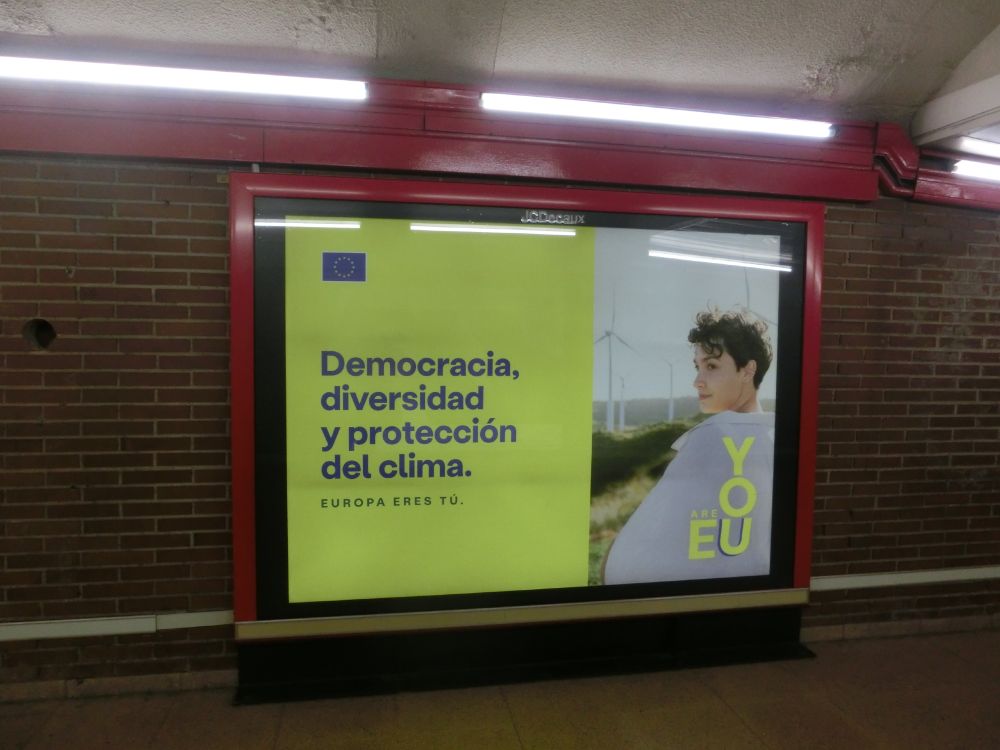 JCDecaux
Democracia,
diversidad
y protección
del clima.
EUROPA ERES TÚ.
YOU
ARE
EU